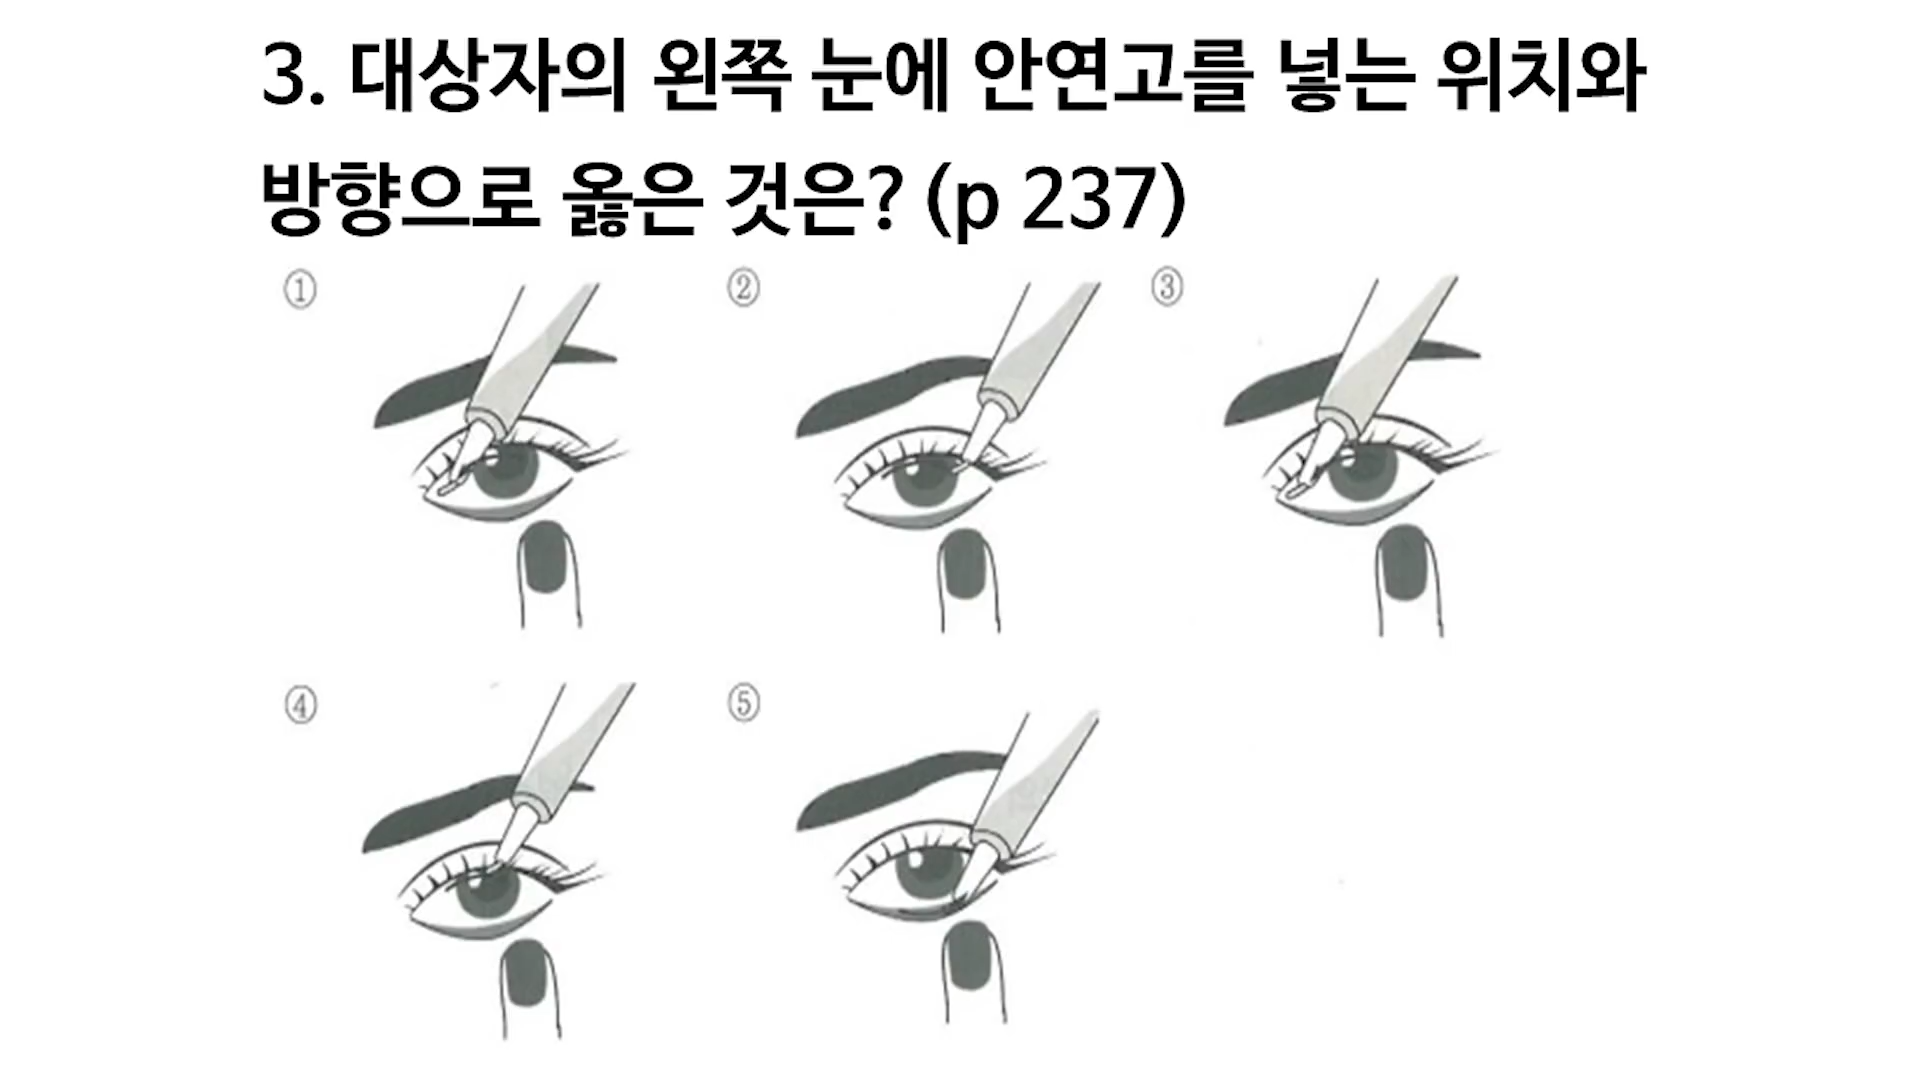 3. 대상자의 왼쪽 눈에 안연고를 넣는 위치와
방향으로 옳은 것은? (p 237)
① ② ③
④ ⑤